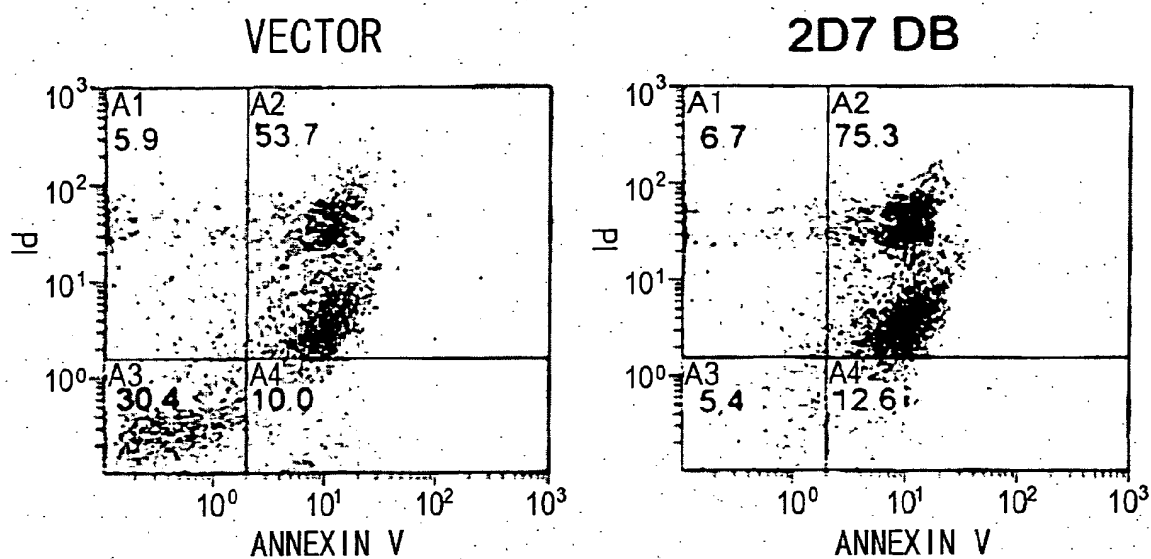 VECTOR
10³
10²
10¹
10⁰
PI
A1
5.9
A2
53.7
A3
30.4
A4
10.0
10⁰
10¹
10²
10³
ANNEXIN V
2D7 DB
10³
10²
10¹
10⁰
PI
A1
6.7
A2
75.3
A3
5.4
A4
12.6
10⁰
10¹
10²
10³
ANNEXIN V